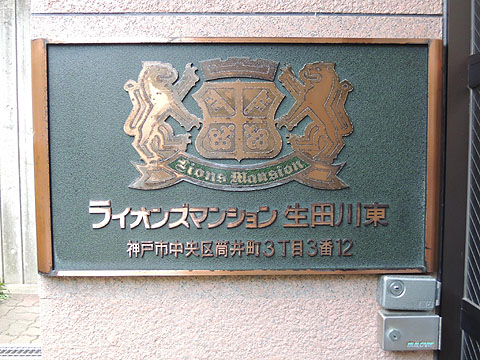 Lions Mansion
ライオンズマンション 生田川東
神戸市中央区筒井町3丁目3番12